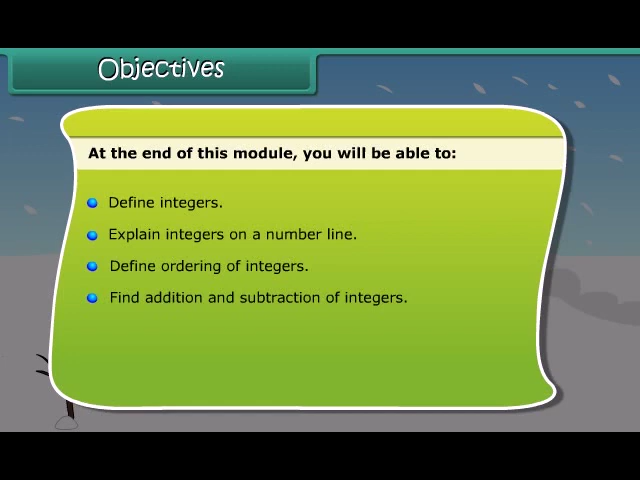 Objectives
At the end of this module, you will be able to:
Define integers.
Explain integers on a number line.
Define ordering of integers.
Find addition and subtraction of integers.